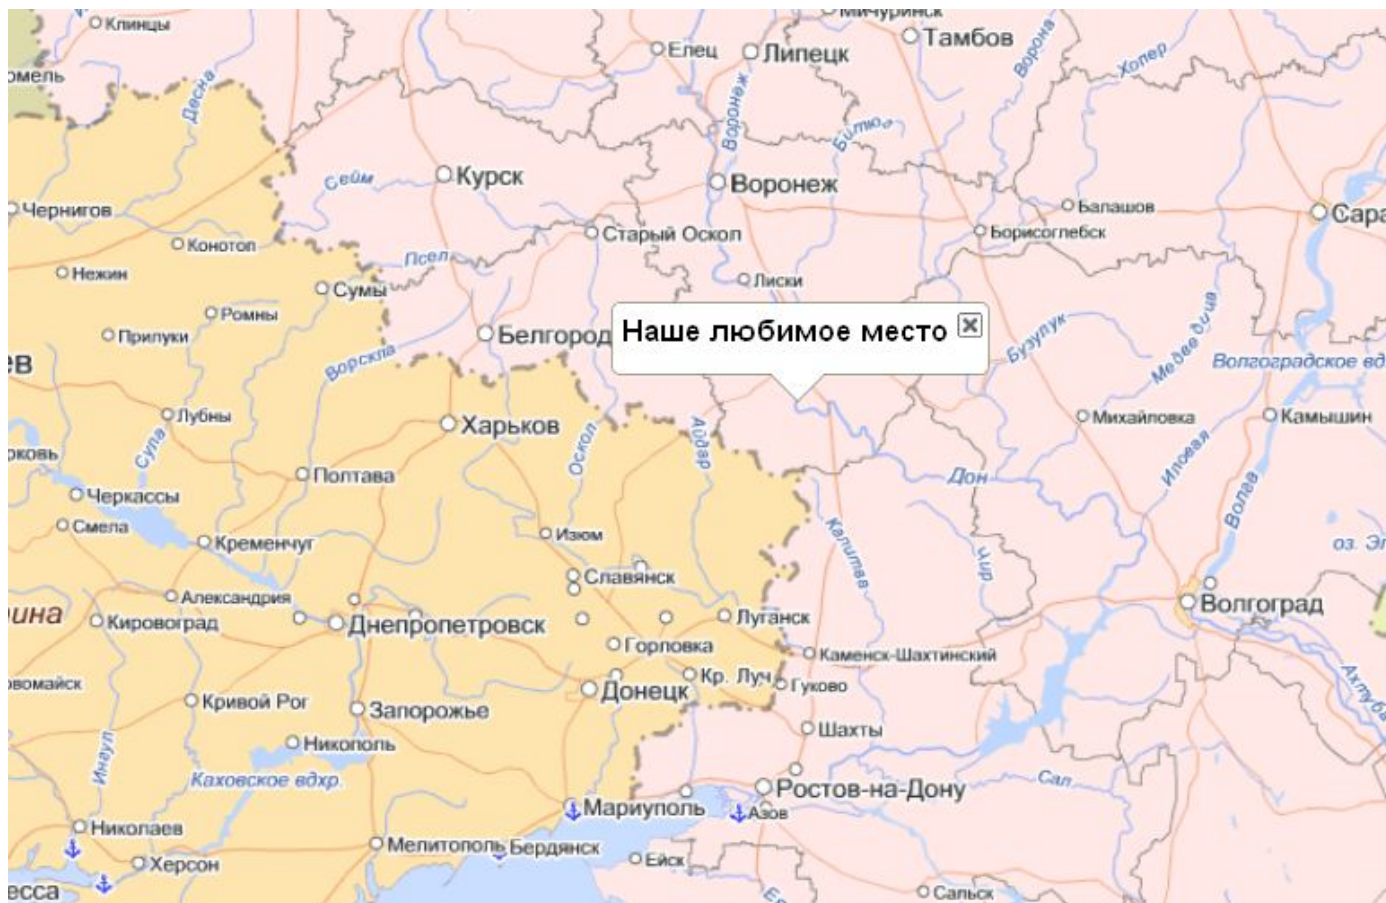 Клинцы
Десна
Елец
Липецк
Мичуринск
Тамбов
Ворона
Хопер
омель
Воронеж
Битюг
Сейм
Курск
Воронеж
Балашов
Сара
Чернигов
Конотоп
Старый Оскол
Борисоглебск
Нежин
Псел
Сумы
Лиски
Ромны
Прилуки
Белгород
Наше любимое место
Бузулук
Медведица
Волгоградское вд
ев
Ворскла
Лубны
Харьков
Оскол
Айдар
Михайловка
Камышин
Сула
Полтава
Дон
Иловая
Волга
Черкассы
Смела
Кременчуг
Изюм
Калитва
Чир
оз. Эл
Славянск
Александрия
Волгоград
ина
Кировоград
Днепропетровск
Луганск
Горловка
Каменск-Шахтинский
овомайск
Кривой Рог
Донецк
Кр. Луч
Гуково
Ахтуба
Запорожье
Шахты
Никополь
Ингул
Каховское вдхр.
Сал
Ростов-на-Дону
Мариуполь
Азов
Николаев
Мелитополь
Бердянск
Херсон
Ейск
есса
Сальск